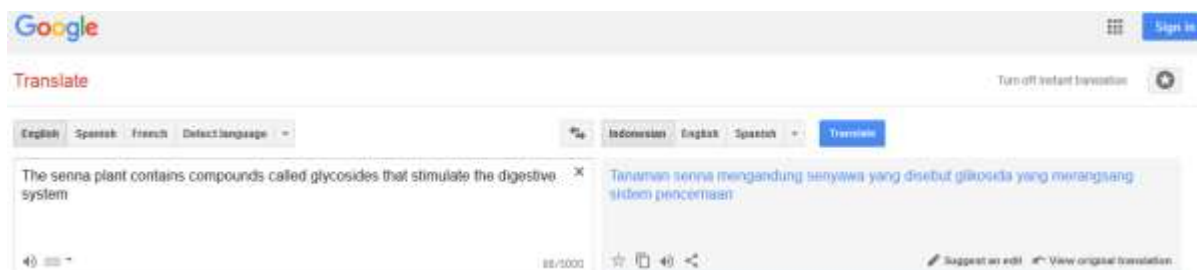 Google
Sign in
Translate
Turn off instant translation
English Spanish French Detect language
Indonesian English Spanish Translate
The senna plant contains compounds called glycosides that stimulate the digestive
system
Tanaman senna mengandung senyawa yang disebut glikosida yang merangsang
sistem pencernaan
/5000
Suggest an edit View original translation